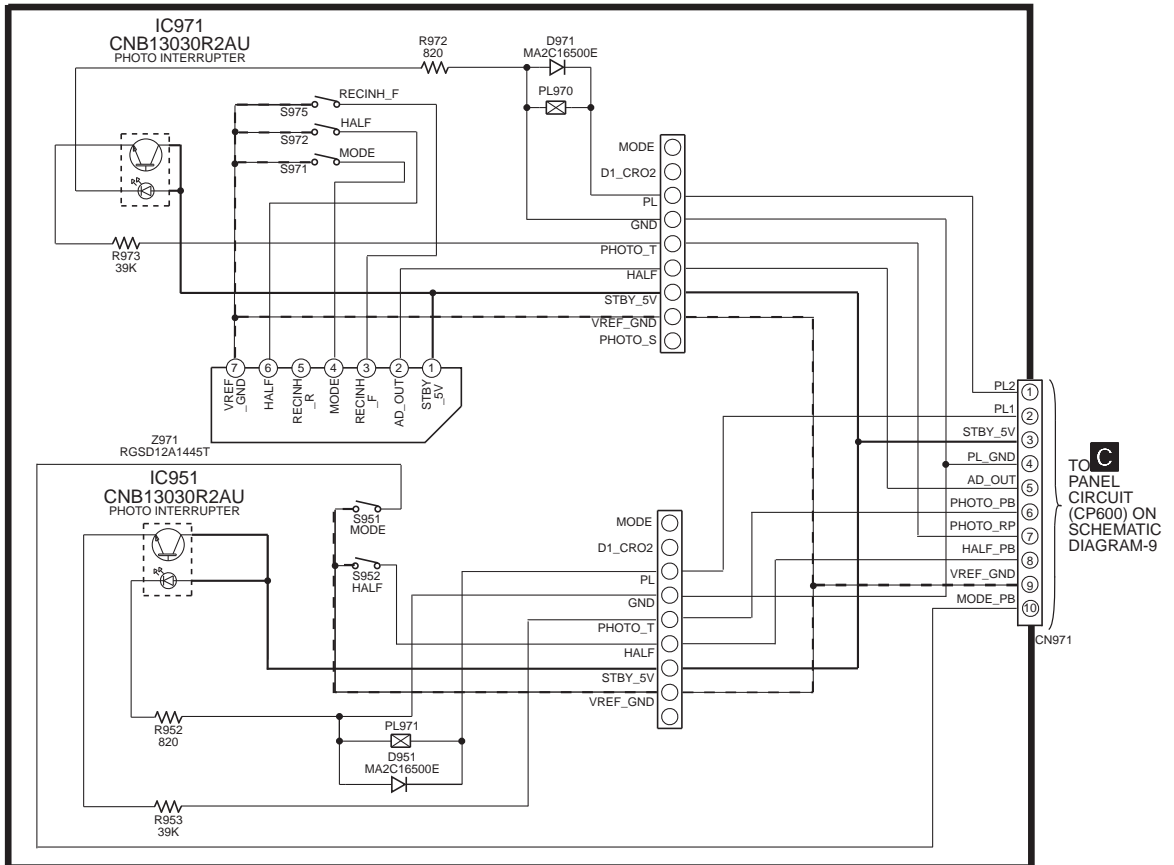 IC971
CNB13030R2AU
PHOTO INTERRUPTER
R972
820
D971
MA2C16500E
PL970
RECINH_F
S975
HALF
S972
MODE
S971
R973
39K
MODE
D1_CRO2
PL
GND
PHOTO_T
HALF
STBY_5V
VREF_GND
PHOTO_S
7
6
5
4
3
2
1
VREF
_GND
HALF
RECINH
_R
MODE
RECINH
_F
AD_OUT
STBY
_5V
Z971
RGSD12A1445T
IC951
CNB13030R2AU
PHOTO INTERRUPTER
S951
MODE
S952
HALF
MODE
D1_CRO2
PL
GND
PHOTO_T
HALF
STBY_5V
VREF_GND
R952
820
PL971
D951
MA2C16500E
R953
39K
PL2 1
PL1 2
STBY_5V 3
PL_GND 4
AD_OUT 5
PHOTO_PB 6
PHOTO_RP 7
HALF_PB 8
VREF_GND 9
MODE_PB 10
CN971
TO C
PANEL
CIRCUIT
(CP600) ON
SCHEMATIC
DIAGRAM-9